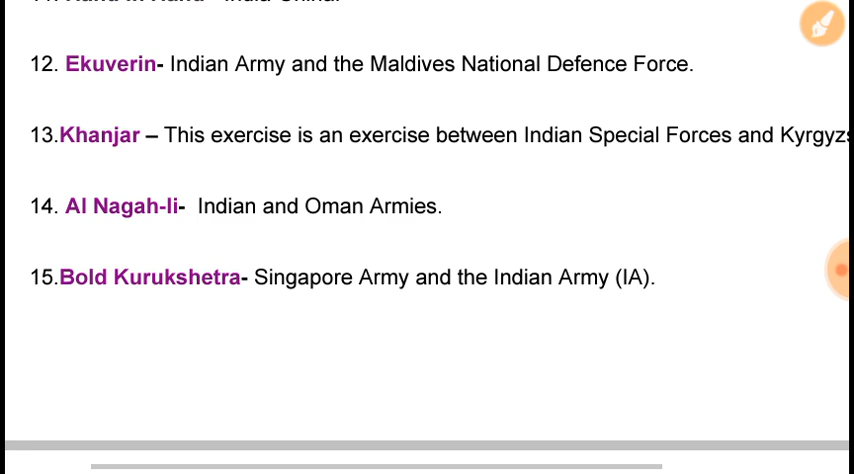 12. Ekuverin- Indian Army and the Maldives National Defence Force.
13.Khanjar – This exercise is an exercise between Indian Special Forces and
14. Al Nagah-Ii- Indian and Oman Armies.
15.Bold Kurukshetra- Singapore Army and the Indian Army (IA).